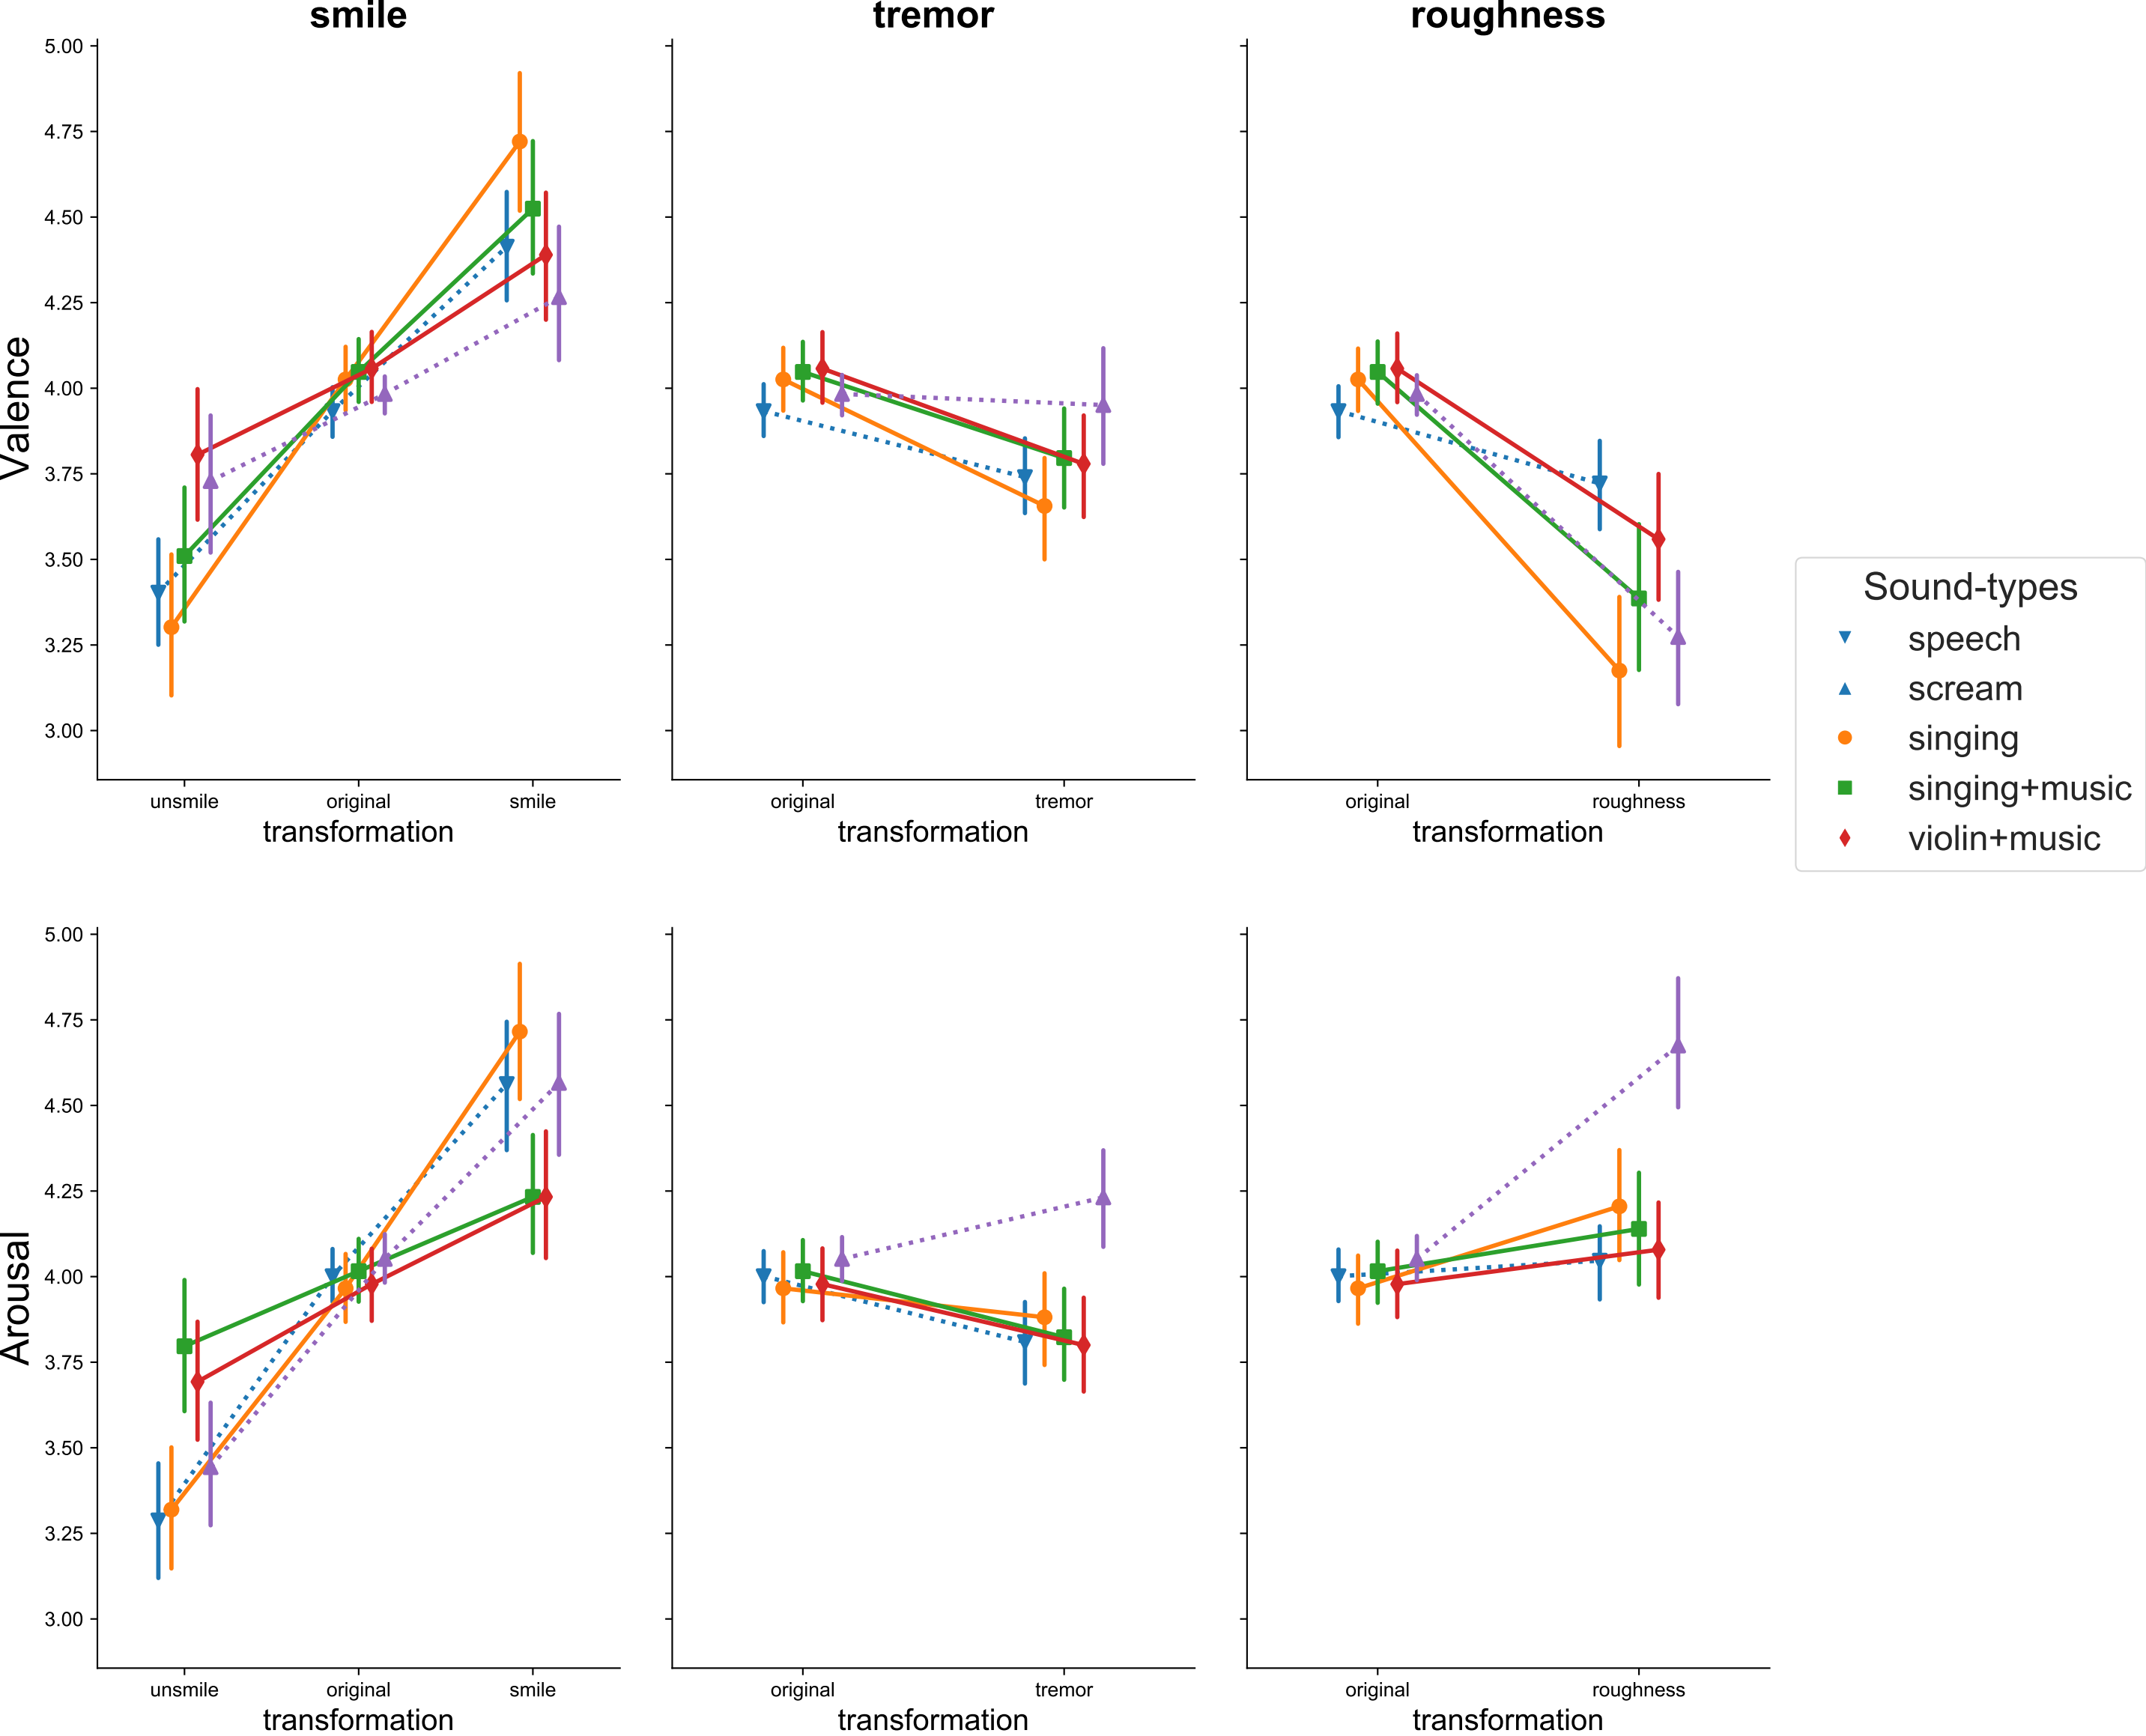 smile tremor roughness
Valence
5.00
4.75
4.50
4.25
4.00
3.75
3.50
3.25
3.00
unsmile original smile
transformation
original tremor
transformation
original roughness
transformation
Sound-types
speech
scream
singing
singing+music
violin+music
Arousal
5.00
4.75
4.50
4.25
4.00
3.75
3.50
3.25
3.00
unsmile original smile
transformation
original tremor
transformation
original roughness
transformation